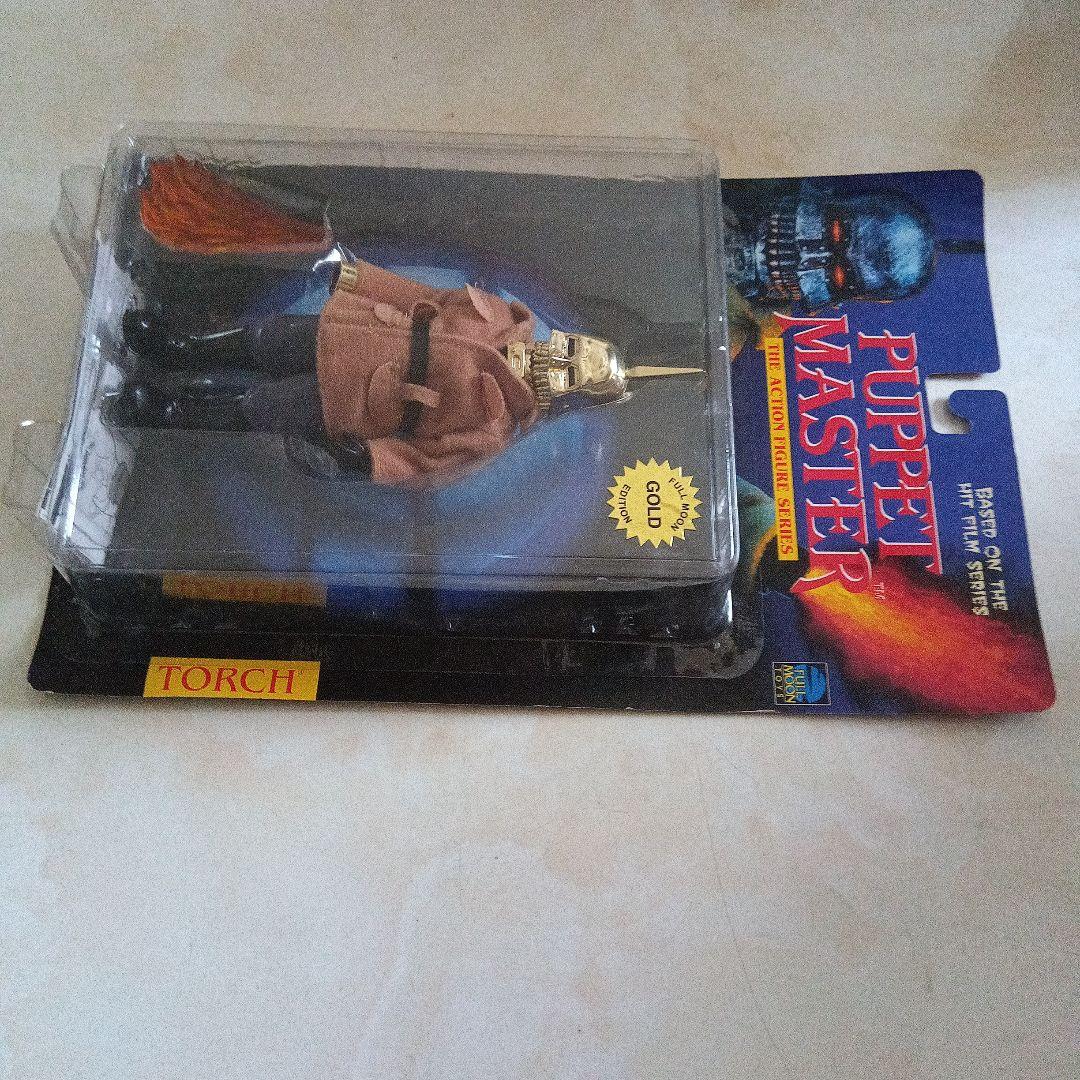 BASED ON THE
HIT FILM SERIES
PUPPET
MASTER™
THE ACTION FIGURE SERIES
FULL MOON
GOLD
EDITION
FULL
MOON
TOYS
TORCH